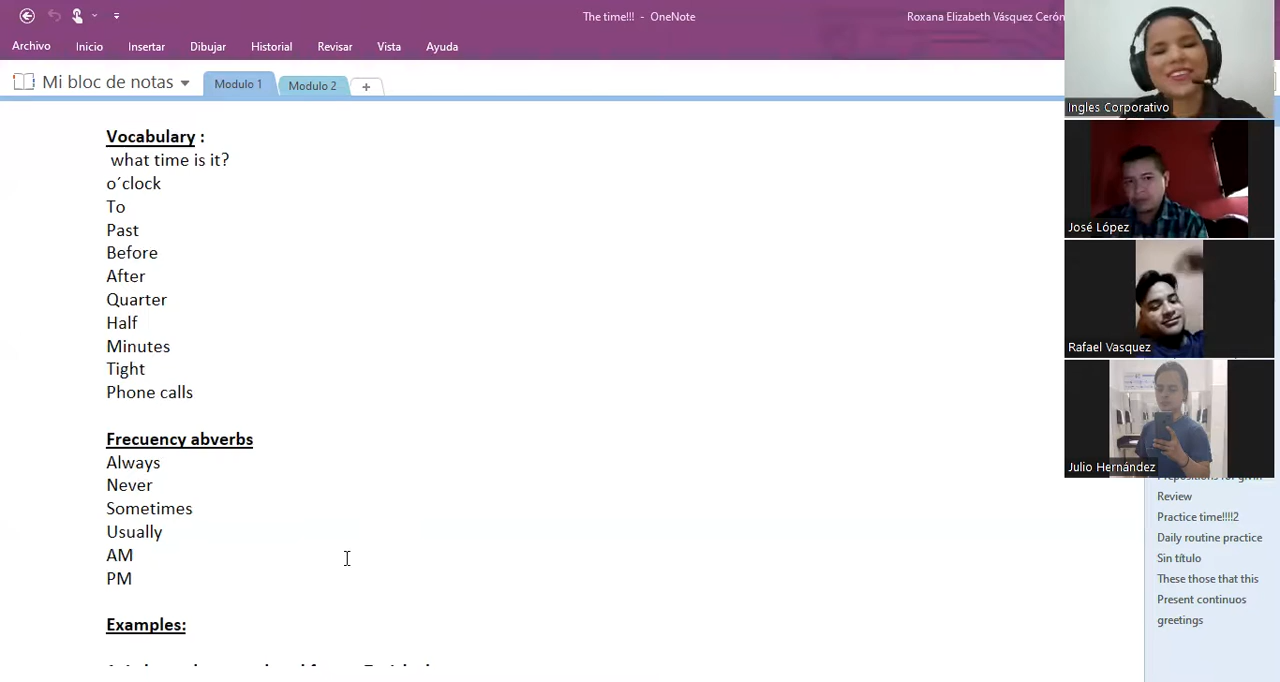 The time!!! - OneNote
Roxana Elizabeth Vásquez Cerón
Archivo
Inicio
Insertar
Dibujar
Historial
Revisar
Vista
Ayuda
Mi bloc de notas
Modulo 1
Modulo 2
+
Vocabulary :
what time is it?
o´clock
To
Past
Before
After
Quarter
Half
Minutes
Tight
Phone calls
Frecuency abverbs
Always
Never
Sometimes
Usually
AM
PM
Examples:
Ingles Corporativo
José López
Rafael Vasquez
Julio Hernández
Review
Practice time!!!!2
Daily routine practice
Sin título
These those that this
Present continuos
greetings